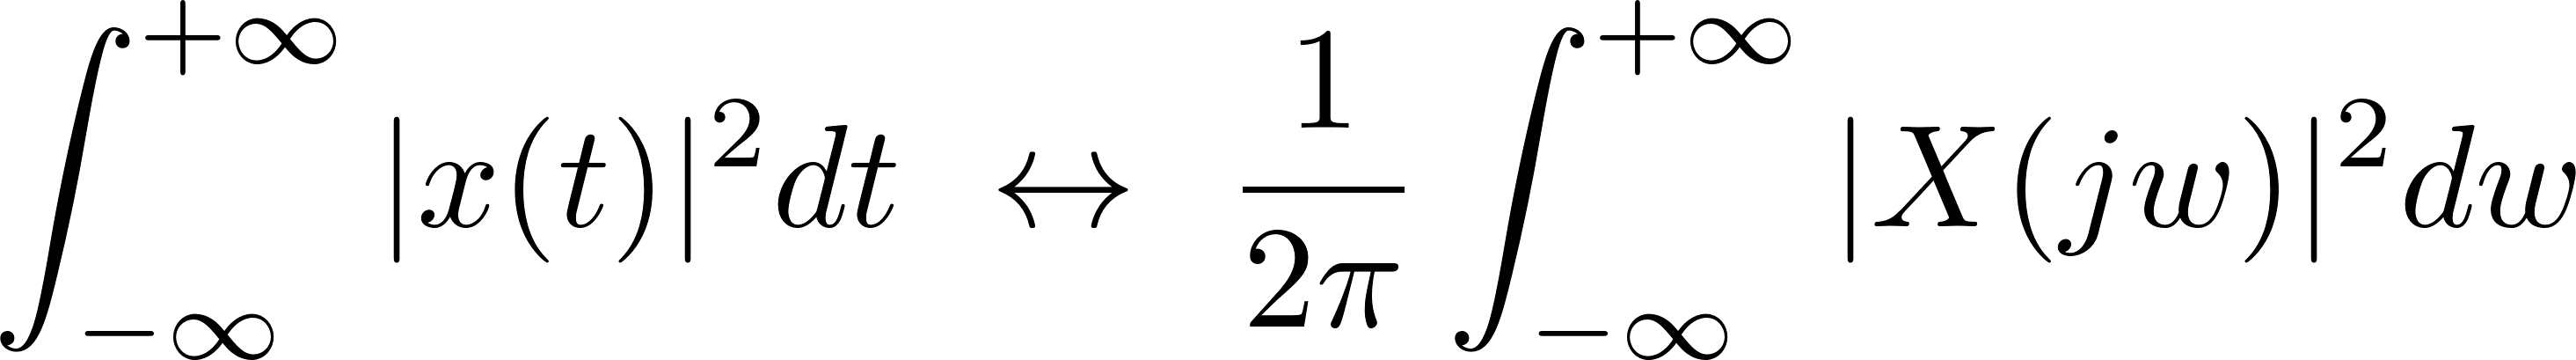 ∫_{-∞}^{+∞} |x(t)|^2 dt ↔ \frac{1}{2π} ∫_{-∞}^{+∞} |X(jw)|^2 dw